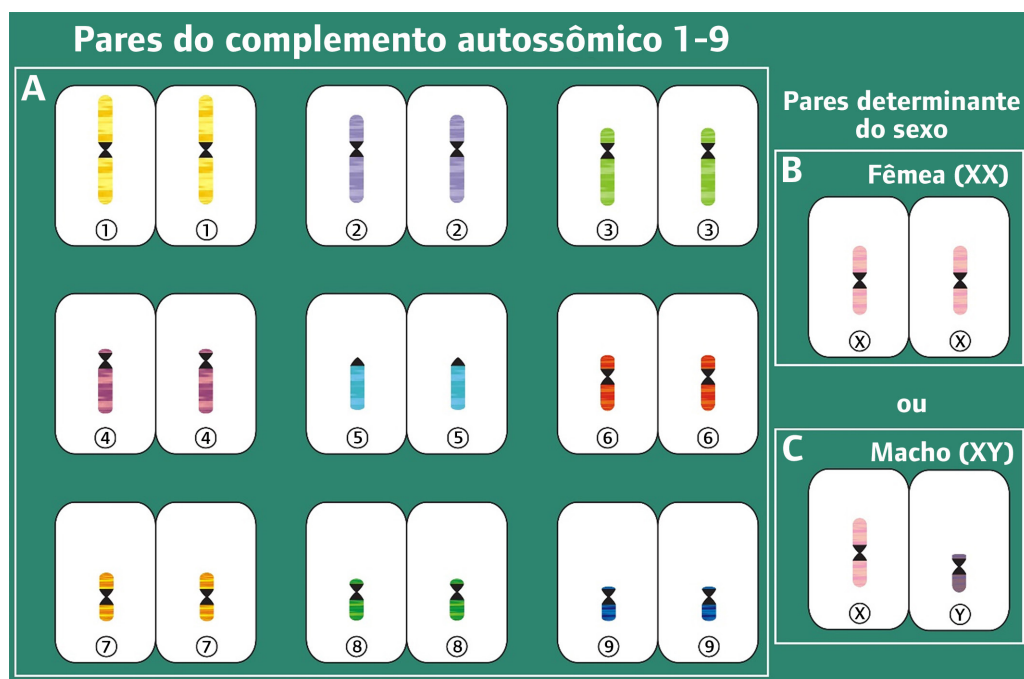 Pares do complemento autossômico 1-9
A
1 1 2 2 3 3
4 4 5 5 6 6
7 7 8 8 9 9
Pares determinante
do sexo
B Fêmea (XX)
X X
ou
C Macho (XY)
X Y